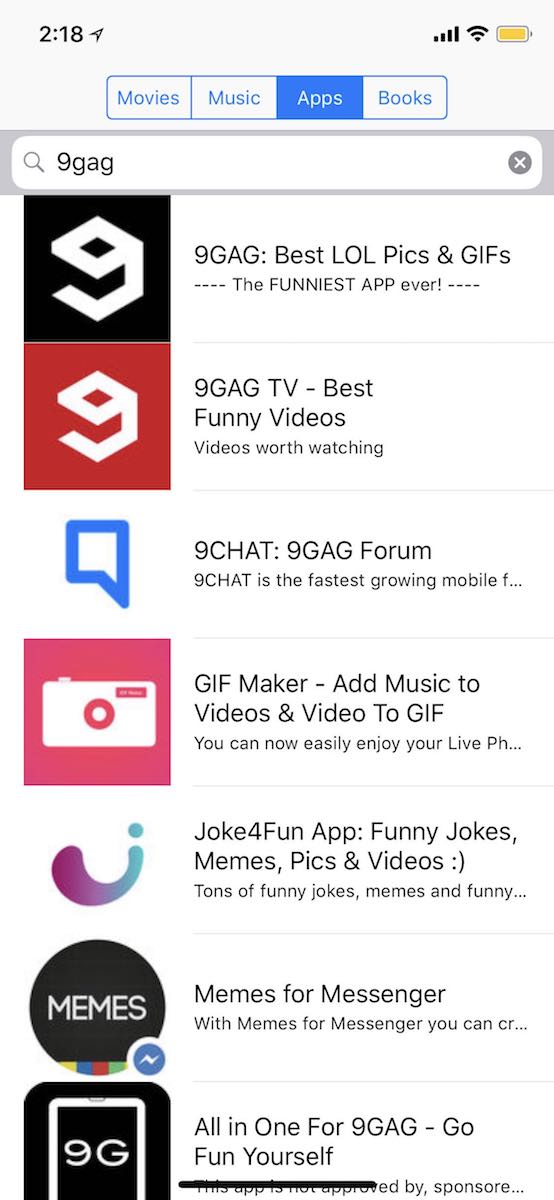 2:18
Movies Music Apps Books
9gag
9GAG: Best LOL Pics & GIFs
---- The FUNNIEST APP ever! ----
9GAG TV - Best
Funny Videos
Videos worth watching
9CHAT: 9GAG Forum
9CHAT is the fastest growing mobile f...
GIF Maker - Add Music to
Videos & Video To GIF
You can now easily enjoy your Live Ph...
Joke4Fun App: Funny Jokes,
Memes, Pics & Videos :)
Tons of funny jokes, memes and funny...
MEMES
Memes for Messenger
With Memes for Messenger you can cr...
9G
All in One For 9GAG - Go
Fun Yourself
This app is not approved by, sponsore...